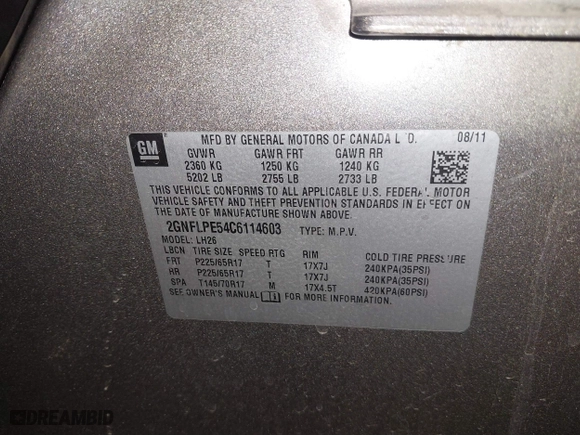 GM
MFD BY GENERAL MOTORS OF CANADA L D. 08/11
GVWR GAWR FRT GAWR RR
2360 KG 1250 KG 1240 KG
5202 LB 2755 LB 2733 LB
THIS VEHICLE CONFORMS TO ALL APPLICABLE U.S. FEDERAL MOTOR
VEHICLE SAFETY AND THEFT PREVENTION STANDARDS IN EFFECT ON
THE DATE OF MANUFACTURE SHOWN ABOVE.
2GNFLPE54C6114603 TYPE: M.P.V.
MODEL: LH26
LBCN TIRE SIZE SPEED RTG RIM COLD TIRE PRESSURE
FRT P225/65R17 T 17X7J 240KPA(35PSI)
RR P225/65R17 T 17X7J 240KPA(35PSI)
SPA T145/70R17 M 17X4.5T 420KPA(60PSI)
SEE OWNER'S MANUAL
DREAMBID